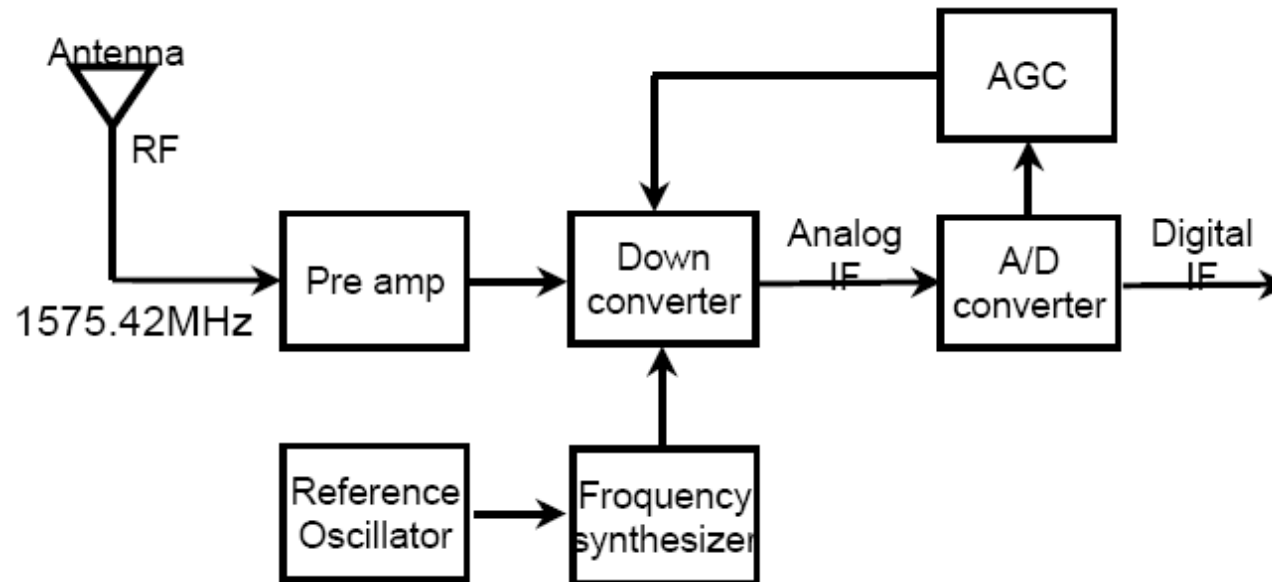 Antenna
RF
1575.42MHz
Pre amp
Down
converter
Analog
IF
A/D
converter
AGC
Digital
IF
Reference
Oscillator
Froquency
synthesizer